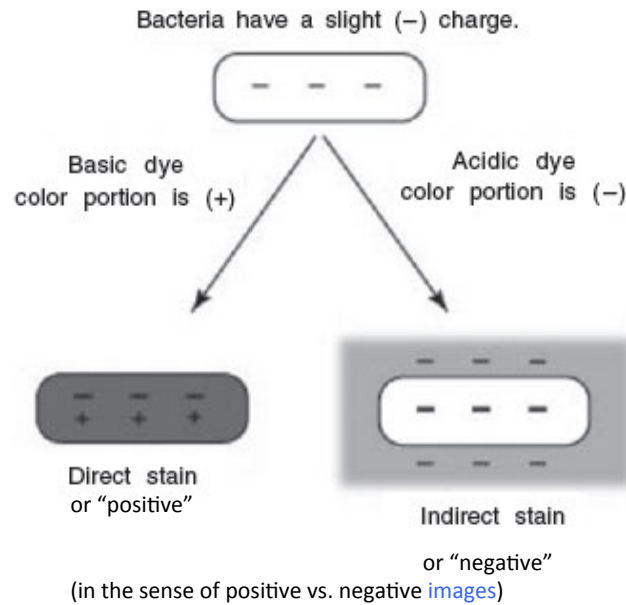 Bacteria have a slight (−) charge.
− − −
Basic dye
color portion is (+)
Acidic dye
color portion is (−)
− − −
− − −
+ + +
− − −
− − −
Direct stain
or “positive”
Indirect stain
or “negative”
(in the sense of positive vs. negative images)